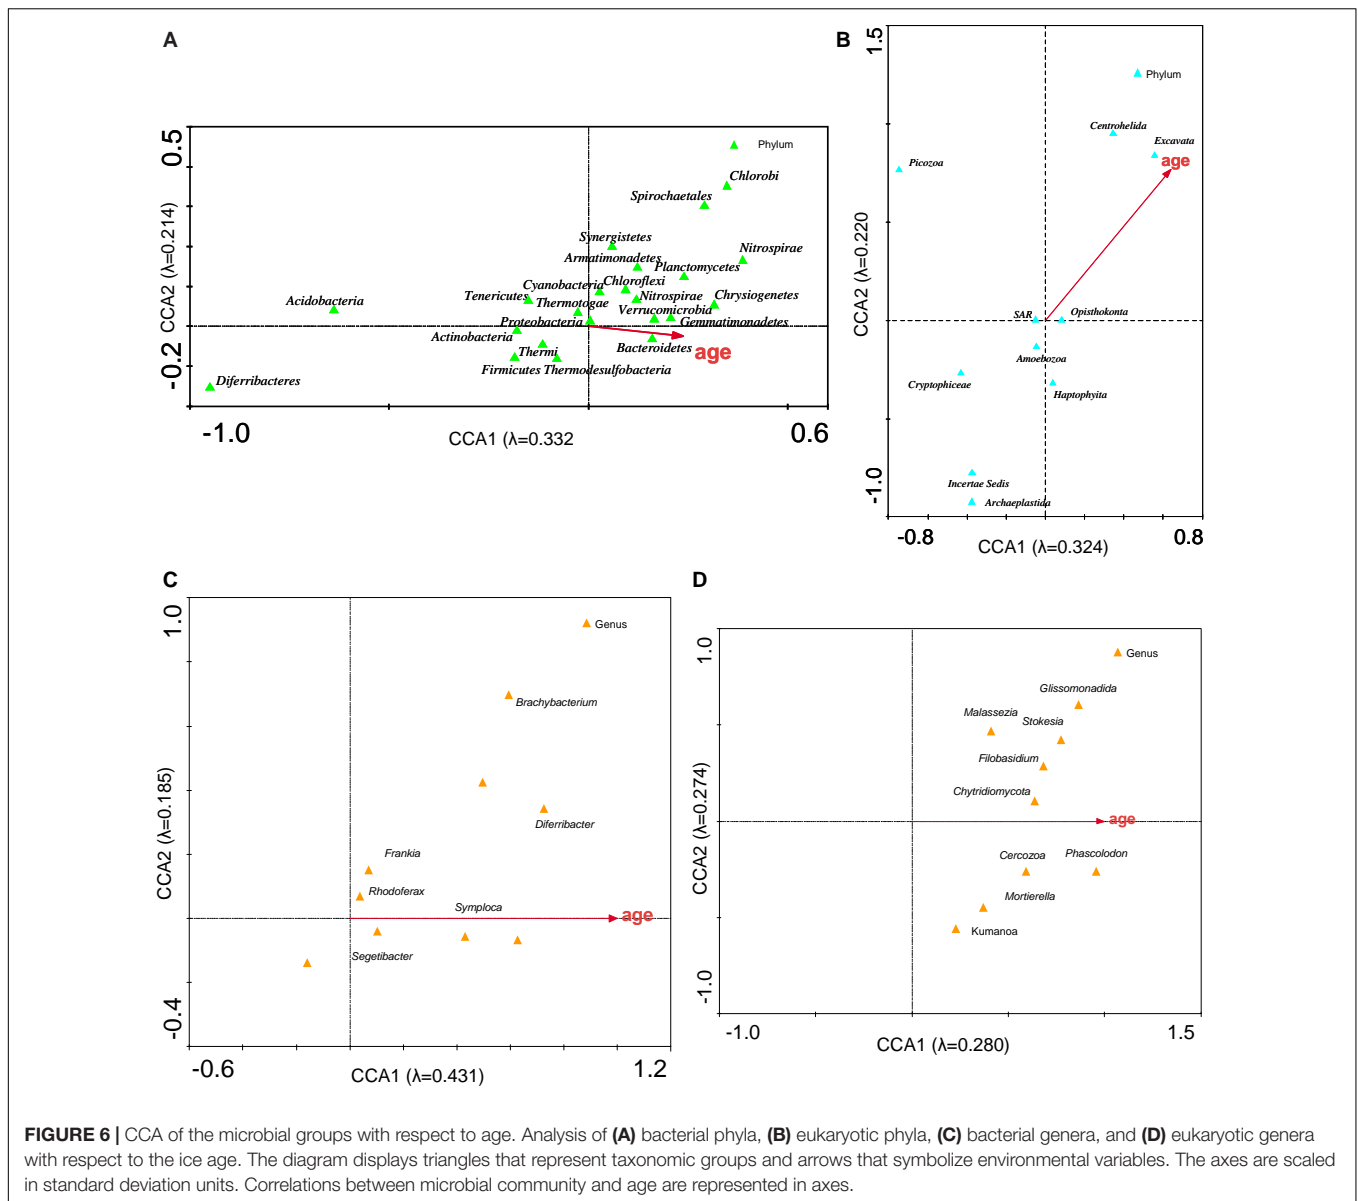 A
0.5
-0.2
CCA2 (λ=0.214)
Phylum
Chlorobi
Spirochaetales
Synergistetes
Nitrospirae
Armatimonadetes
Planctomycetes
Cyanobacteria
Chloroflexi
Acidobacteria
Tenericutes
Nitrospirae
Chrysiogenetes
Thermotogae
Verrucomicrobia
Proteobacteria
Gemmatimonadetes
Actinobacteria
Bacteroidetes
age
Thermi
Firmicutes
Thermodesulfobacteria
Diferribacteres
-1.0
0.6
CCA1 (λ=0.332
B
1.5
-1.0
CCA2 (λ=0.220
Phylum
Centrohelida
Excavata
age
Picozoa
SAR
Opisthokonta
Amoebozoa
Cryptophiceae
Haptophyita
Incertae Sedis
Archaeplastida
-0.8
0.8
CCA1 (λ=0.324)
C
1.0
-0.4
CCA2 (λ=0.185)
Genus
Brachybacterium
Diferribacter
Frankia
Rhodoferax
Symploca
age
Segetibacter
-0.6
1.2
CCA1 (λ=0.431)
D
1.0
-1.0
CCA2 (λ=0.274)
Genus
Glissomonadida
Malassezia
Stokesia
Filobasidium
Chytridiomycota
age
Cercozoa
Phascolodon
Mortierella
Kumanoa
-1.0
1.5
CCA1 (λ=0.280)
FIGURE 6 | CCA of the microbial groups with respect to age. Analysis of (A) bacterial phyla, (B) eukaryotic phyla, (C) bacterial genera, and (D) eukaryotic genera
with respect to the ice age. The diagram displays triangles that represent taxonomic groups and arrows that symbolize environmental variables. The axes are scaled
in standard deviation units. Correlations between microbial community and age are represented in axes.